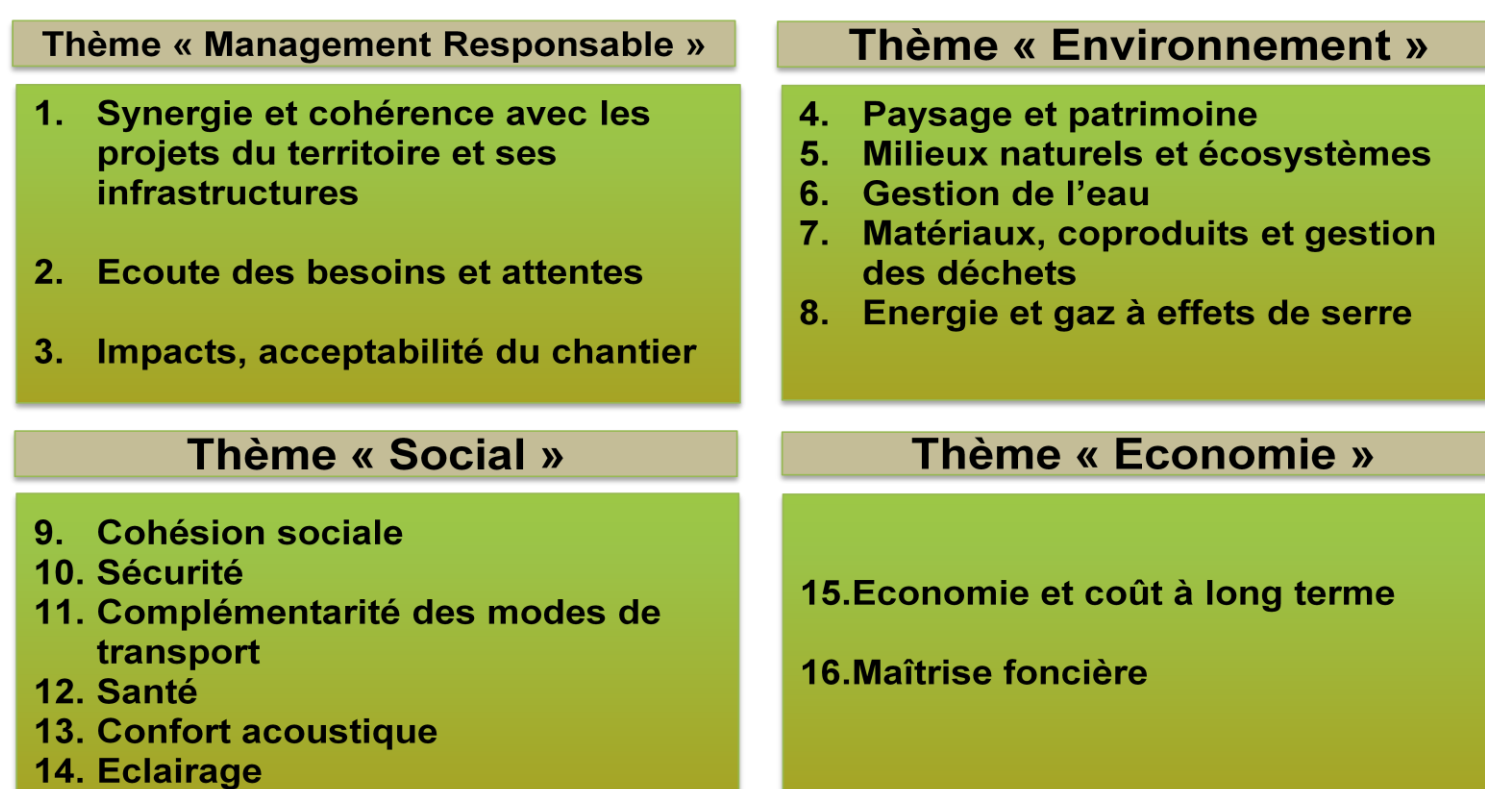 Thème « Management Responsable »
1. Synergie et cohérence avec les
projets du territoire et ses
infrastructures
2. Ecoute des besoins et attentes
3. Impacts, acceptabilité du chantier
Thème « Environnement »
4. Paysage et patrimoine
5. Milieux naturels et écosystèmes
6. Gestion de l’eau
7. Matériaux, coproduits et gestion
des déchets
8. Energie et gaz à effets de serre
Thème « Social »
9. Cohésion sociale
10. Sécurité
11. Complémentarité des modes de
transport
12. Santé
13. Confort acoustique
14. Eclairage
Thème « Economie »
15.Economie et coût à long terme
16.Maîtrise foncière